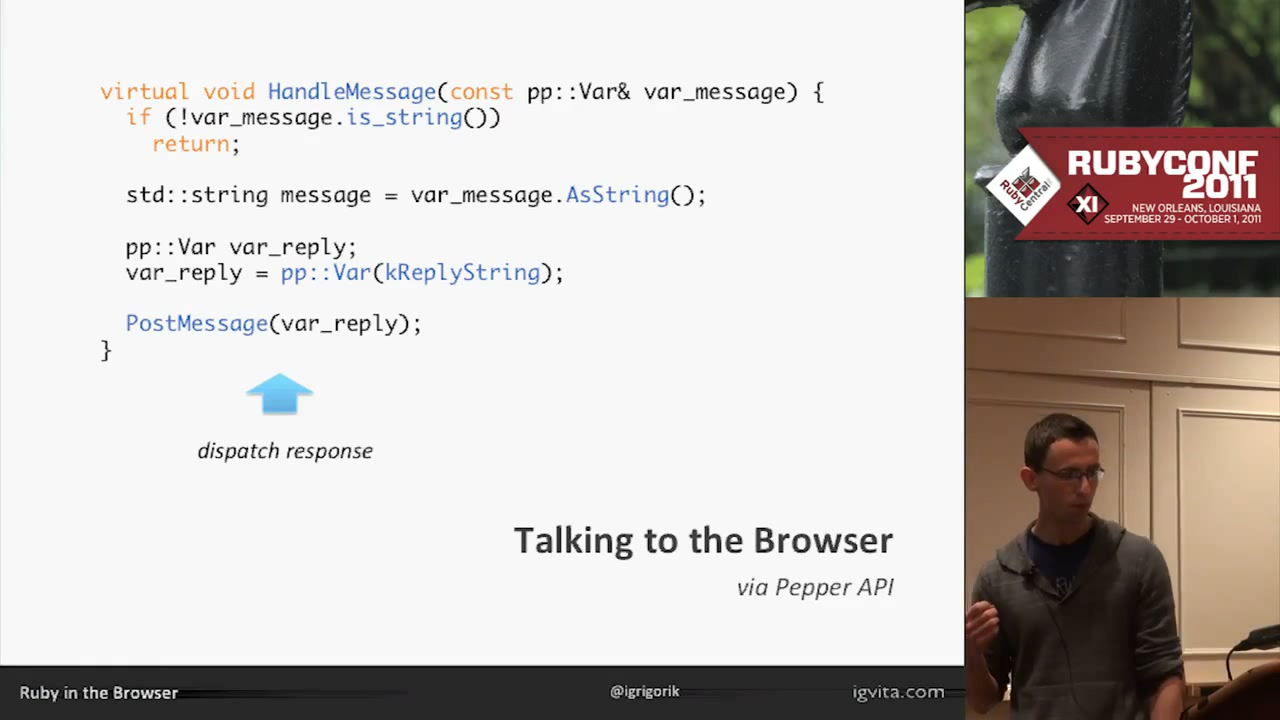 virtual void HandleMessage(const pp::Var& var_message) {
if (!var_message.is_string())
return;
std::string message = var_message.AsString();
pp::Var var_reply;
var_reply = pp::Var(kReplyString);
PostMessage(var_reply);
}
dispatch response
Talking to the Browser
via Pepper API
Ruby in the Browser
@igrigorik
igvita.com
RubyCentral
XI
RUBYCONF
2011
NEW ORLEANS, LOUISIANA
SEPTEMBER 29 - OCTOBER 1, 2011